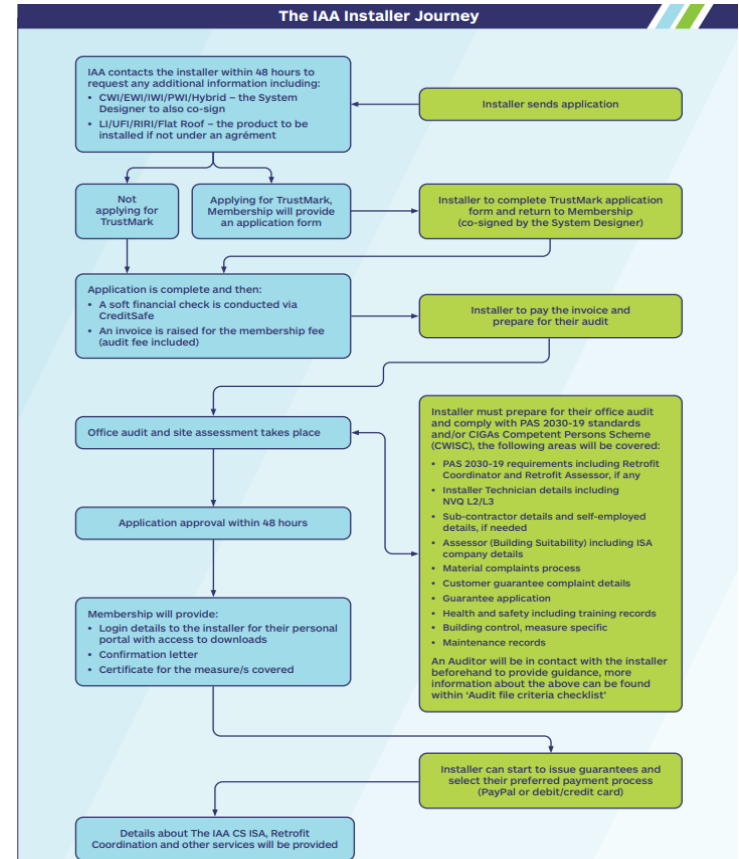 The IAA Installer Journey
IAA contacts the installer within 48 hours to
request any additional information including:
• CWI/EWI/IWI/PWI/Hybrid – the System
Designer to also co-sign
• LI/UFI/RIRI/Flat Roof – the product to be
installed if not under an agrément
Installer sends application
Not
applying for
TrustMark
Applying for TrustMark,
Membership will provide
an application form
Installer to complete TrustMark application
form and return to Membership
(co-signed by the System Designer)
Application is complete and then:
• A soft financial check is conducted via
CreditSafe
• An invoice is raised for the membership fee
(audit fee included)
Installer to pay the invoice and
prepare for their audit
Office audit and site assessment takes place
Installer must prepare for their office audit
and comply with PAS 2030-19 standards
and/or CIGAs Competent Persons Scheme
(CWISC), the following areas will be covered:
• PAS 2030-19 requirements including Retrofit
Coordinator and Retrofit Assessor, if any
• Installer Technician details including
NVQ L2/L3
• Sub-contractor details and self-employed
details, if needed
• Assessor (Building Suitability) including ISA
company details
• Material complaints process
• Customer guarantee complaint details
• Guarantee application
• Health and safety including training records
• Building control, measure specific
• Maintenance records
An Auditor will be in contact with the installer
beforehand to provide guidance, more
information about the above can be found
within ‘Audit file criteria checklist’
Application approval within 48 hours
Membership will provide:
• Login details to the installer for their personal
portal with access to downloads
• Confirmation letter
• Certificate for the measure/s covered
Installer can start to issue guarantees and
select their preferred payment process
(PayPal or debit/credit card)
Details about The IAA CS ISA, Retrofit
Coordination and other services will be provided